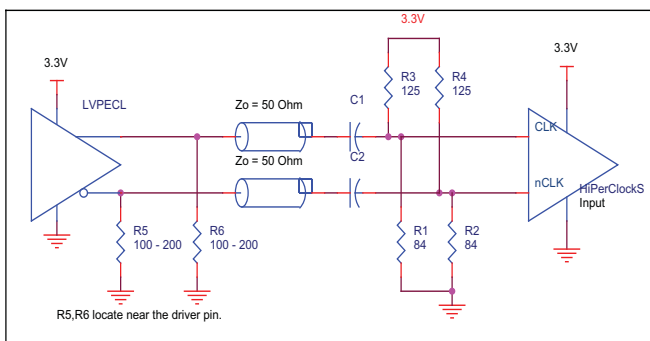 3.3V
3.3V
3.3V
LVPECL
R3
125
R4
125
C1
Zo = 50 Ohm
C2
Zo = 50 Ohm
CLK
nCLK
HiPerClockS
Input
R5
100 - 200
R6
100 - 200
R1
84
R2
84
R5,R6 locate near the driver pin.